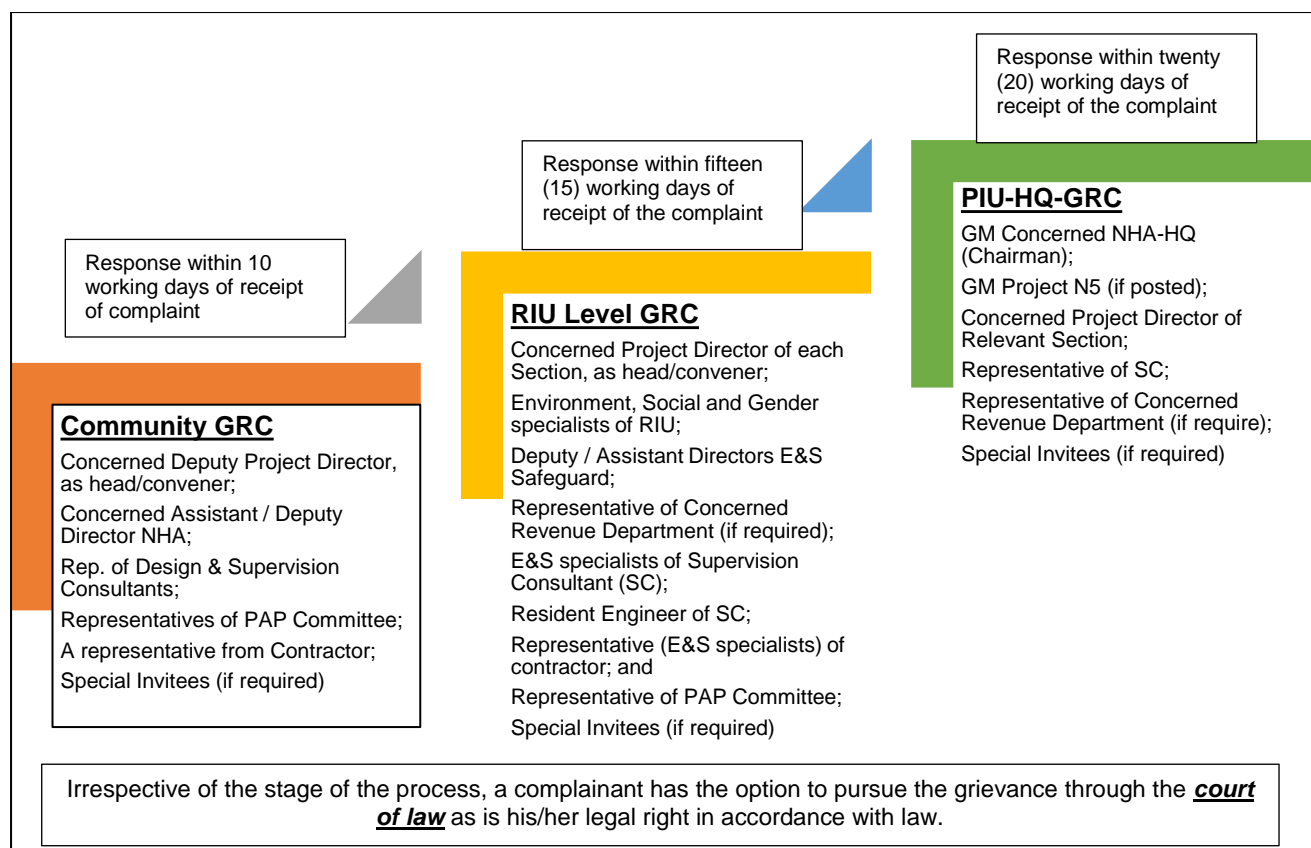 Response within twenty
(20) working days of
receipt of the complaint
Response within fifteen
(15) working days of
receipt of the complaint
Response within 10
working days of receipt
of complaint
Community GRC
Concerned Deputy Project Director,
as head/convener;
Concerned Assistant / Deputy
Director NHA;
Rep. of Design & Supervision
Consultants;
Representatives of PAP Committee;
A representative from Contractor;
Special Invitees (if required)
RIU Level GRC
Concerned Project Director of each
Section, as head/convener;
Environment, Social and Gender
specialists of RIU;
Deputy / Assistant Directors E&S
Safeguard;
Representative of Concerned
Revenue Department (if required);
E&S specialists of Supervision
Consultant (SC);
Resident Engineer of SC;
Representative (E&S specialists) of
contractor; and
Representative of PAP Committee;
Special Invitees (if required)
PIU-HQ-GRC
GM Concerned NHA-HQ
(Chairman);
GM Project N5 (if posted);
Concerned Project Director of
Relevant Section;
Representative of SC;
Representative of Concerned
Revenue Department (if require);
Special Invitees (if required)
Irrespective of the stage of the process, a complainant has the option to pursue the grievance through the court
of law as is his/her legal right in accordance with law.